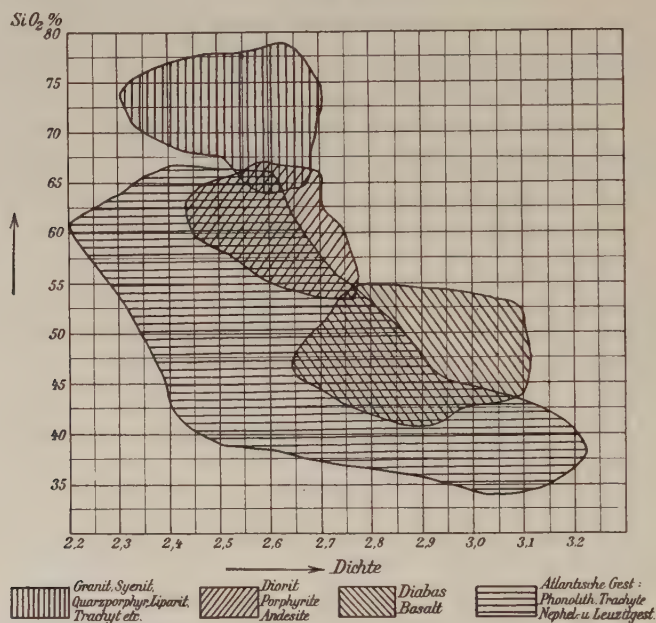 SiO₂ %
80
75
70
65
60
55
50
45
40
35
2,2 2,3 2,4 2,5 2,6 2,7 2,8 2,9 3,0 3,1 3,2
Dichte
Granit, Syenit,
Quarzporphyr, Liparit,
Trachyt etc.
Diorit
Porphyrite
Andesite
Diabas
Basalt
Atlantische Gest:
Phonolith. Trachyte
Nephel.- u Leuzitgest.